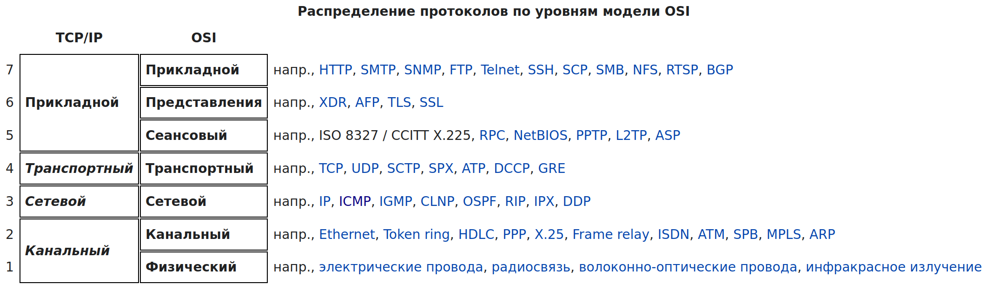 Распределение протоколов по уровням модели OSI
TCP/IP OSI
7 Прикладной напр., HTTP, SMTP, SNMP, FTP, Telnet, SSH, SCP, SMB, NFS, RTSP, BGP
6 Прикладной Представления напр., XDR, AFP, TLS, SSL
5 Сеансовый напр., ISO 8327 / CCITT X.225, RPC, NetBIOS, PPTP, L2TP, ASP
4 Транспортный Транспортный напр., TCP, UDP, SCTP, SPX, ATP, DCCP, GRE
3 Сетевой Сетевой напр., IP, ICMP, IGMP, CLNP, OSPF, RIP, IPX, DDP
2 Канальный напр., Ethernet, Token ring, HDLC, PPP, X.25, Frame relay, ISDN, ATM, SPB, MPLS, ARP
Канальный
1 Физический напр., электрические провода, радиосвязь, волоконно-оптические провода, инфракрасное излучение